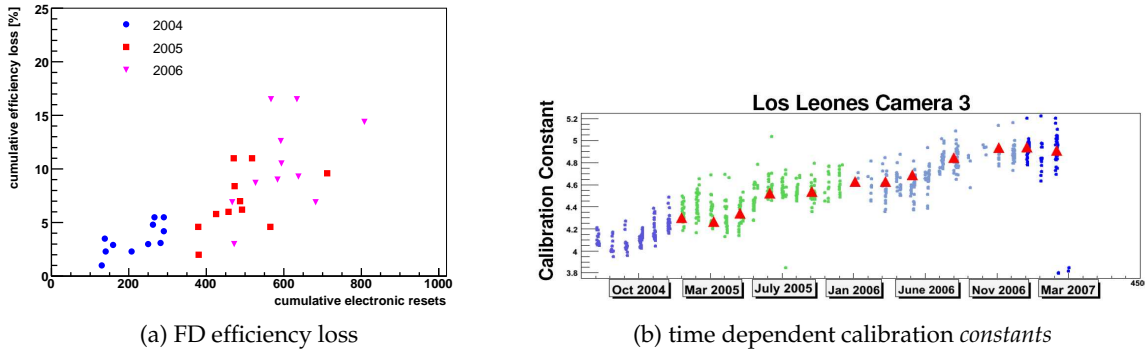 cumulative efficiency loss [%]
25
20
15
10
5
0
2004
2005
2006
0 200 400 600 800 1000
cumulative electronic resets
(a) FD efficiency loss
Los Leones Camera 3
Calibration Constant
5.2
5
4.8
4.6
4.4
4.2
4
3.8
Oct 2004 Mar 2005 July 2005 Jan 2006 June 2006 Nov 2006 Mar 2007
450
(b) time dependent calibration constants